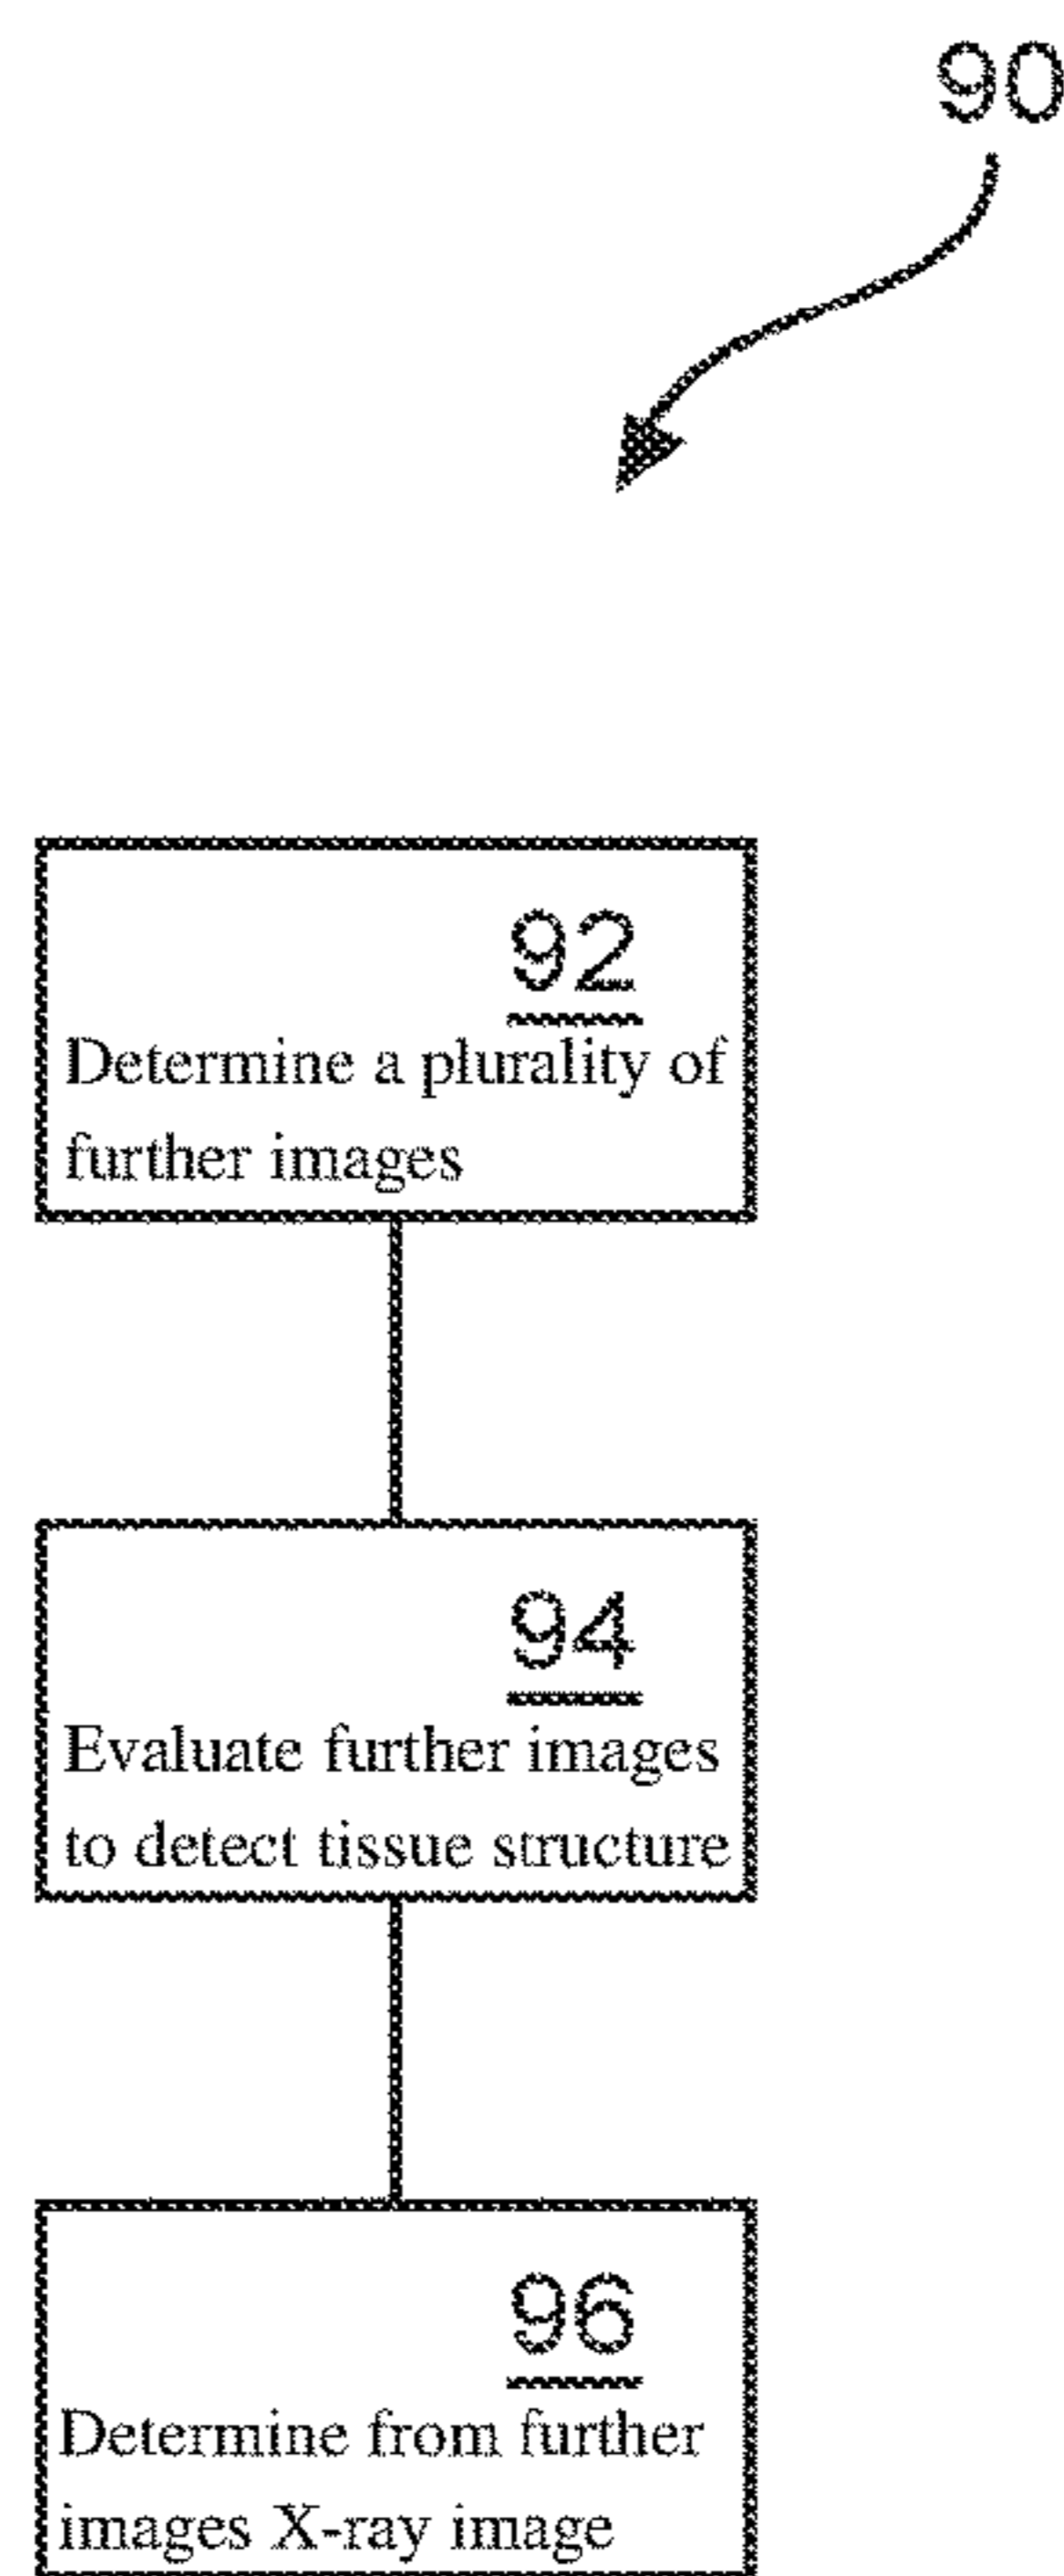 90
92
Determine a plurality of
further images
94
Evaluate further images
to detect tissue structure
96
Determine from further
images X-ray image